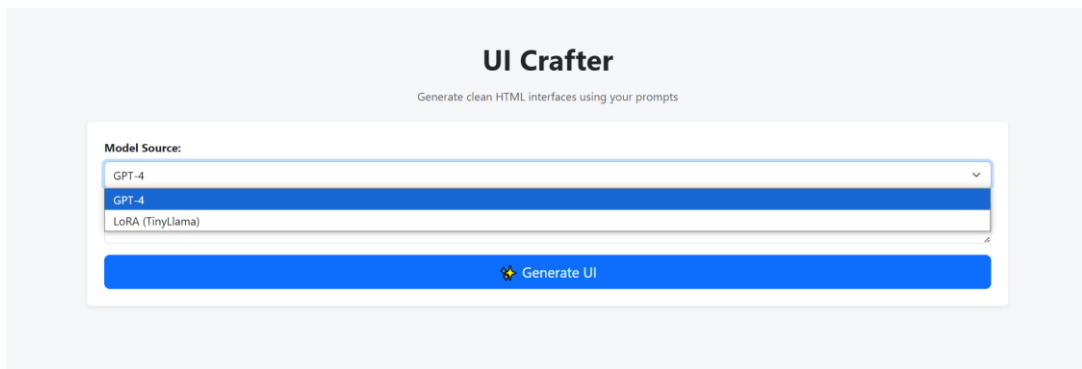 UI Crafter
Generate clean HTML interfaces using your prompts
Model Source:
GPT-4
GPT-4
LoRA (TinyLlama)
✨ Generate UI